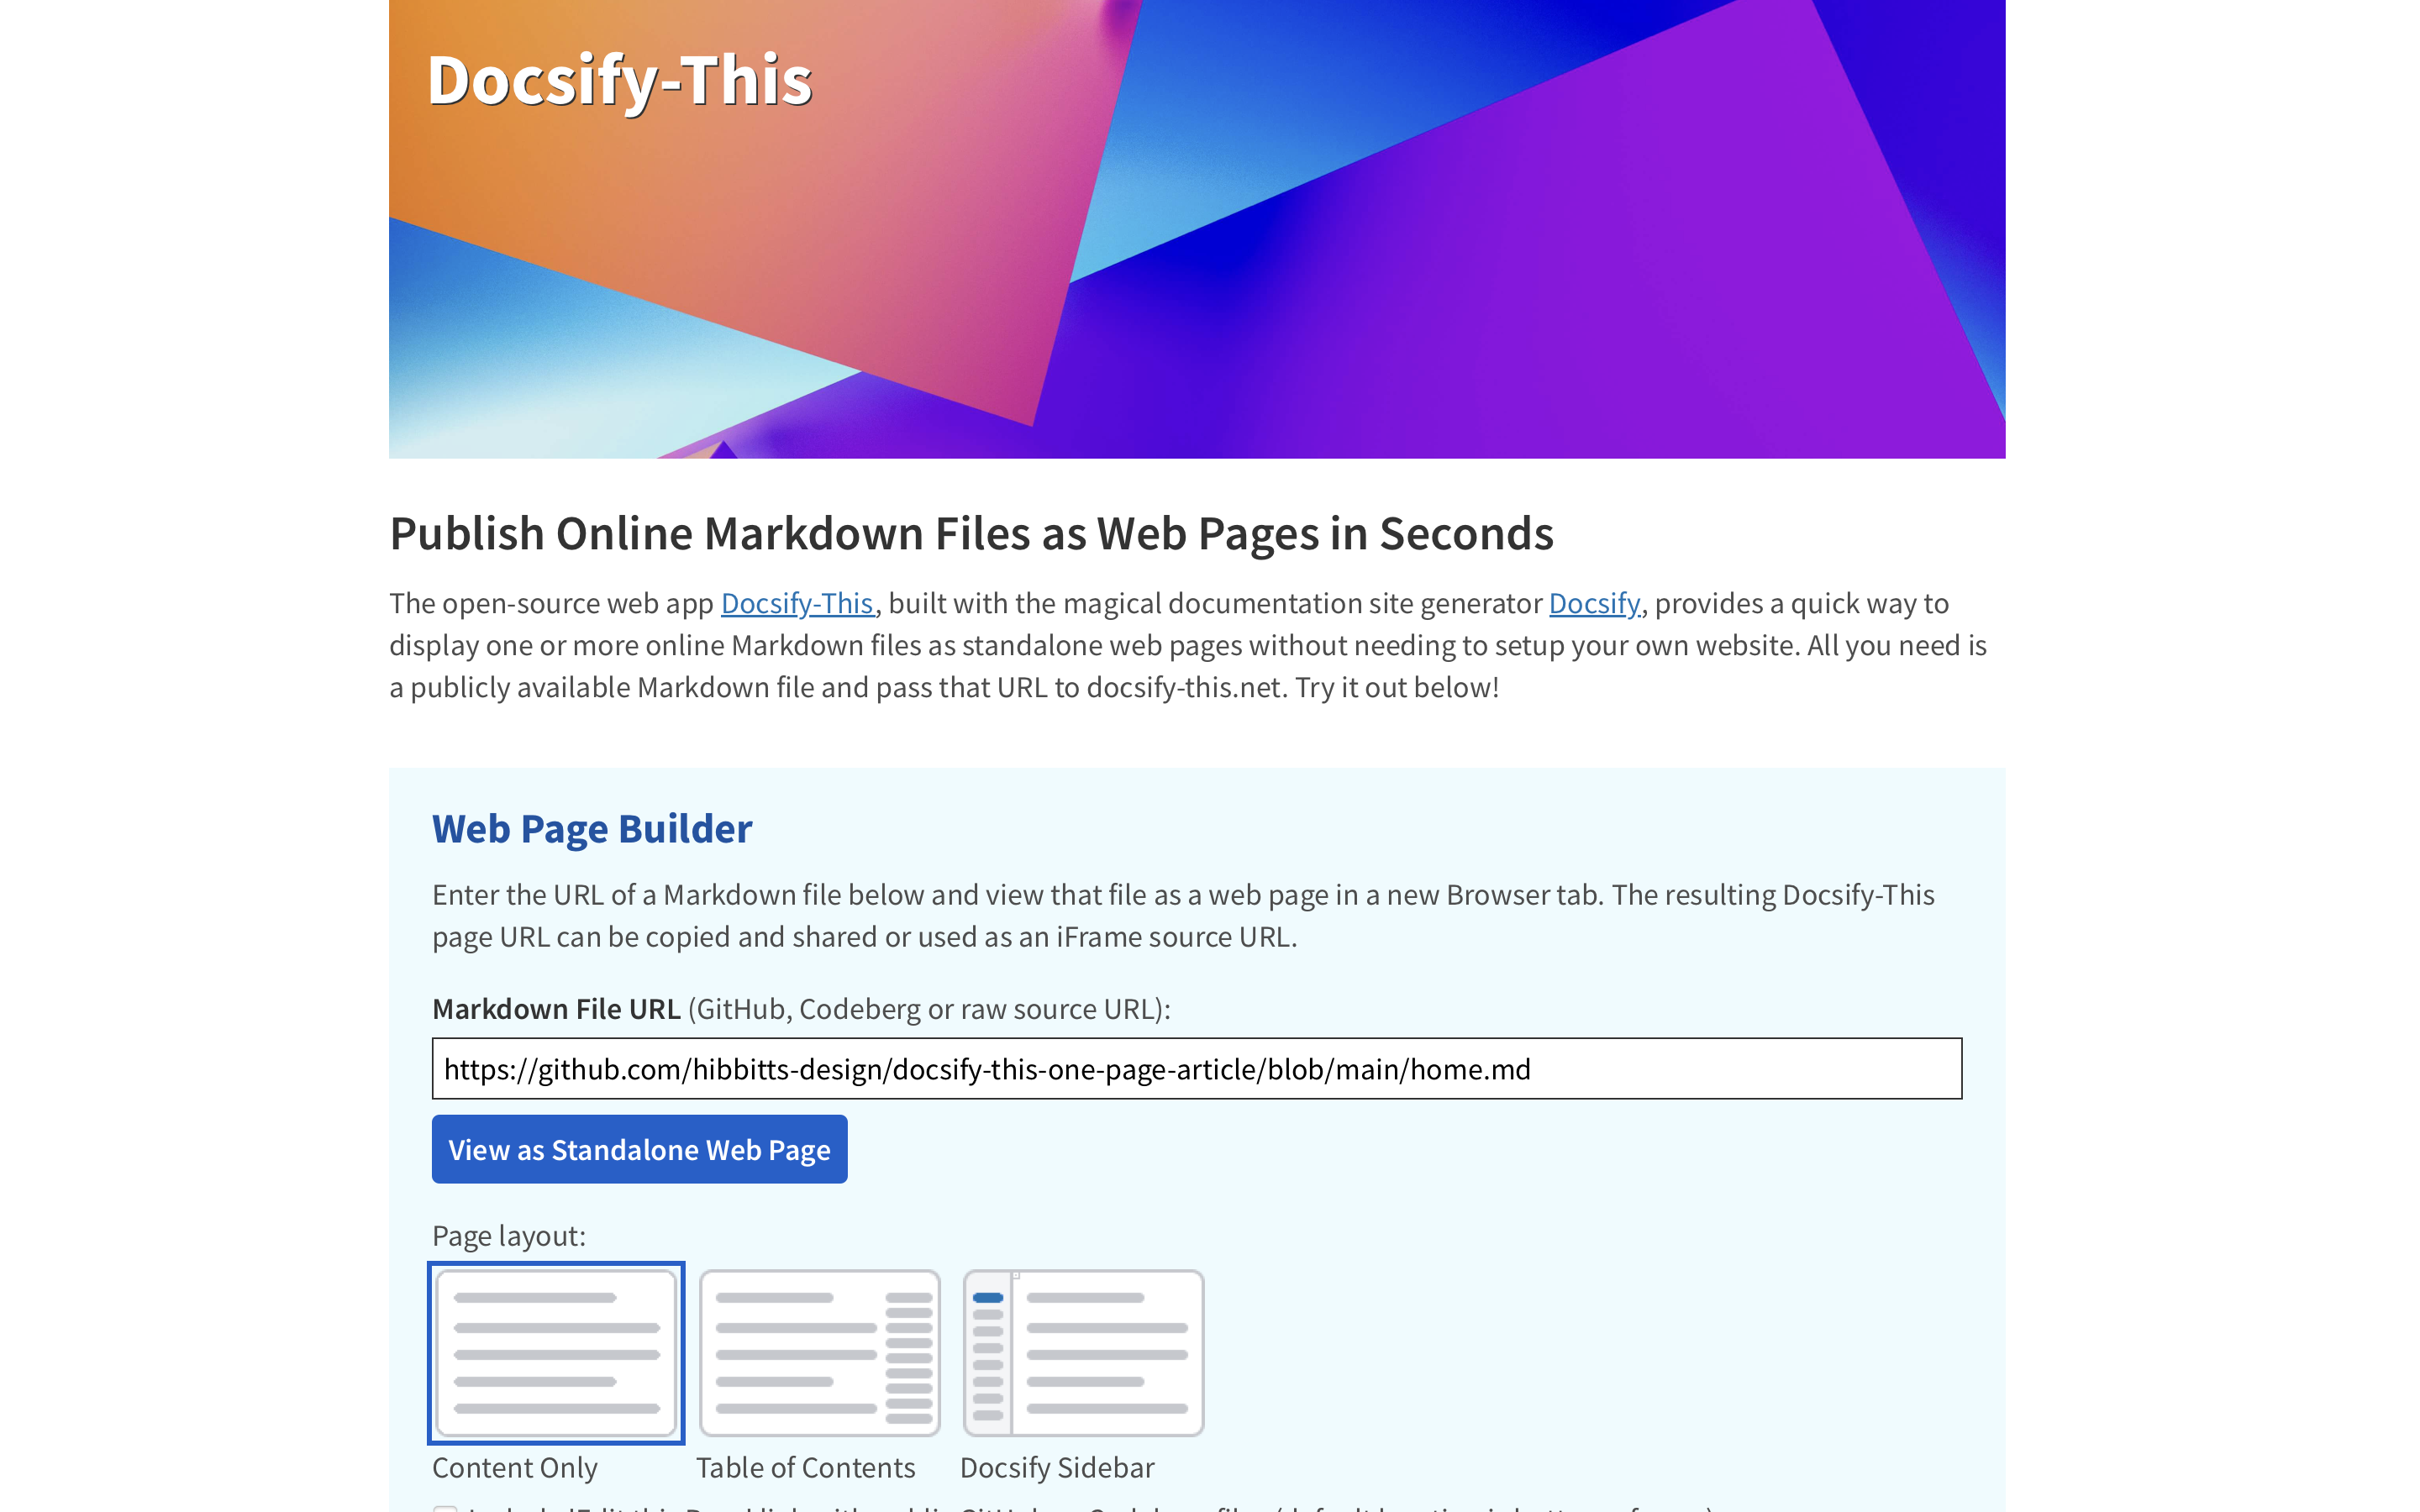 Docsify-This
Publish Online Markdown Files as Web Pages in Seconds
The open-source web app Docsify-This, built with the magical documentation site generator Docsify, provides a quick way to
display one or more online Markdown files as standalone web pages without needing to setup your own website. All you need is
a publicly available Markdown file and pass that URL to docsify-this.net. Try it out below!
Web Page Builder
Enter the URL of a Markdown file below and view that file as a web page in a new Browser tab. The resulting Docsify-This
page URL can be copied and shared or used as an iFrame source URL.
Markdown File URL (GitHub, Codeberg or raw source URL):
https://github.com/hibbitts-design/docsify-this-one-page-article/blob/main/home.md
View as Standalone Web Page
Page layout:
Content Only
Table of Contents
Docsify Sidebar